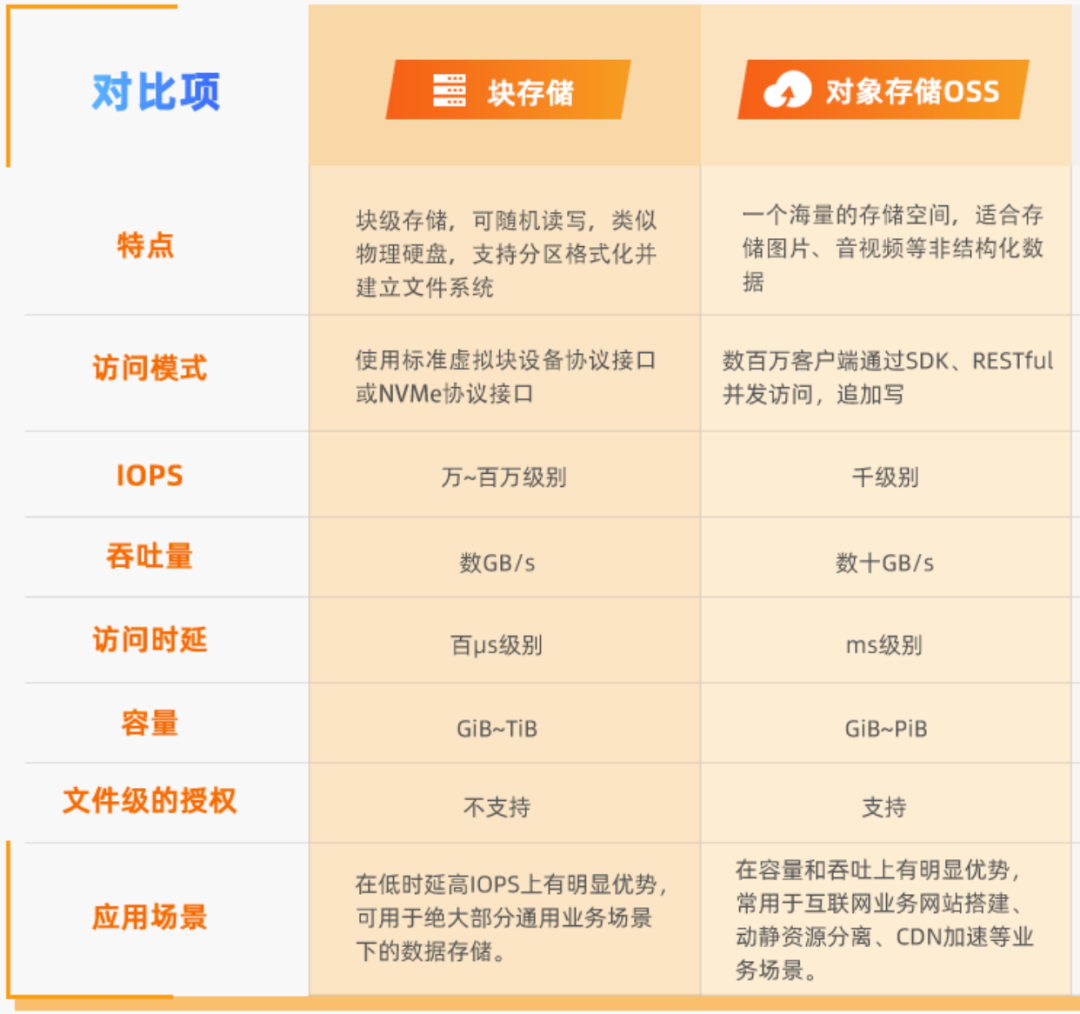 对比项
块存储
对象存储OSS
特点
块级存储，可随机读写，类似
物理硬盘，支持分区格式化并
建立文件系统
一个海量的存储空间，适合存
储图片、音视频等非结构化数
据
访问模式
使用标准虚拟块设备协议接口
或NVMe协议接口
数百万客户端通过SDK、RESTful
并发访问，追加写
IOPS
万~百万级别
千级别
吞吐量
数GB/s
数十GB/s
访问时延
百μs级别
ms级别
容量
GiB~TiB
GiB~PiB
文件级的授权
不支持
支持
应用场景
在低时延高IOPS上有明显优势，
可用于绝大部分通用业务场景
下的数据存储。
在容量和吞吐上有明显优势，
常用于互联网业务网站搭建、
动静资源分离、CDN加速等业
务场景。